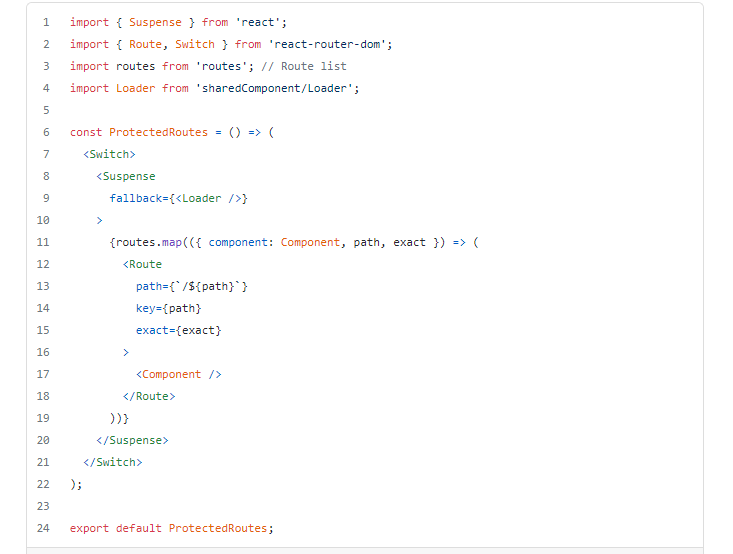 1 import { Suspense } from 'react';
2 import { Route, Switch } from 'react-router-dom';
3 import routes from 'routes'; // Route list
4 import Loader from 'sharedComponent/Loader';
5
6 const ProtectedRoutes = () => (
7   <Switch>
8     <Suspense
9       fallback={<Loader />}
10     >
11       {routes.map(({ component: Component, path, exact }) => (
12         <Route
13           path={`/${path}`}
14           key={path}
15           exact={exact}
16         >
17           <Component />
18         </Route>
19       ))}
20     </Suspense>
21   </Switch>
22 );
23
24 export default ProtectedRoutes;